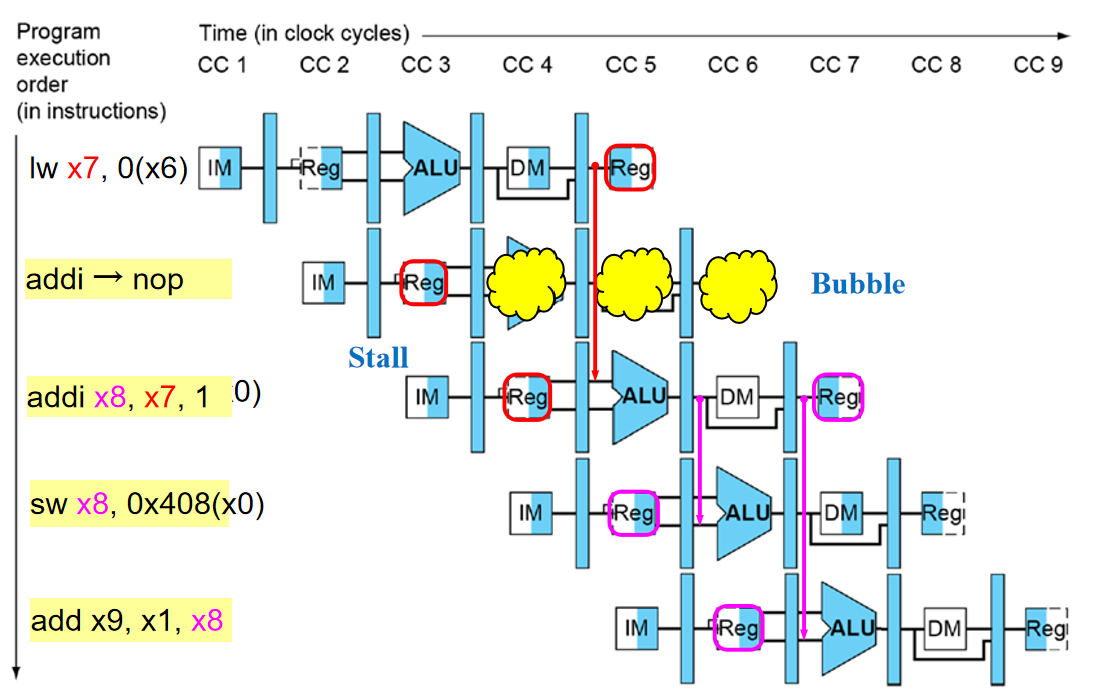 Program
execution
order
(in instructions)
Time (in clock cycles)
CC 1 CC 2 CC 3 CC 4 CC 5 CC 6 CC 7 CC 8 CC 9
lw x7, 0(x6)
IM Reg ALU DM Reg
addi → nop
IM Reg
Bubble
Stall
addi x8, x7, 1 0)
IM Reg ALU DM Reg
sw x8, 0x408(x0)
IM Reg ALU DM Reg
add x9, x1, x8
IM Reg ALU DM Reg